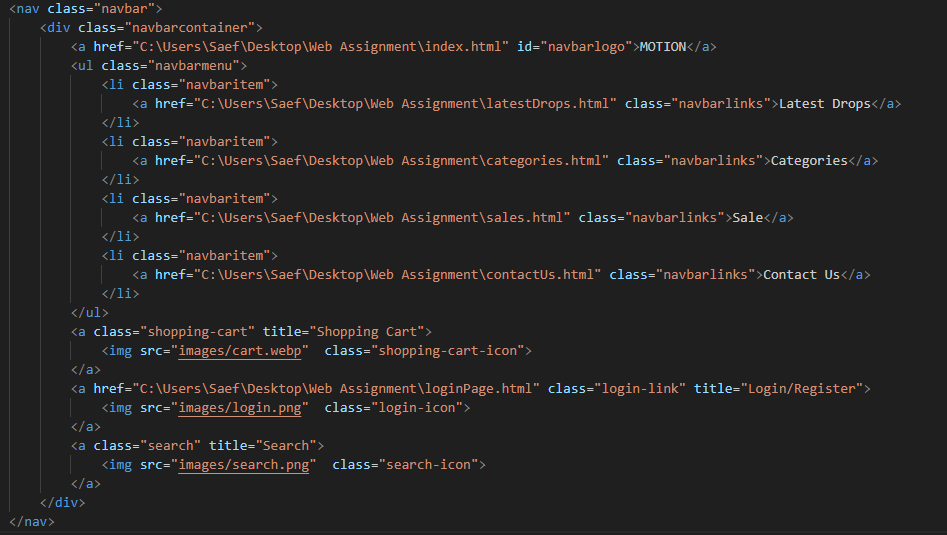 <nav class="navbar">
<div class="navbarcontainer">
<a href="C:\Users\Saef\Desktop\Web Assignment\index.html" id="navbarlogo">MOTION</a>
<ul class="navbarmenu">
<li class="navbaritem">
<a href="C:\Users\Saef\Desktop\Web Assignment\latestDrops.html" class="navbarlinks">Latest Drops</a>
</li>
<li class="navbaritem">
<a href="C:\Users\Saef\Desktop\Web Assignment\categories.html" class="navbarlinks">Categories</a>
</li>
<li class="navbaritem">
<a href="C:\Users\Saef\Desktop\Web Assignment\sales.html" class="navbarlinks">Sale</a>
</li>
<li class="navbaritem">
<a href="C:\Users\Saef\Desktop\Web Assignment\contactUs.html" class="navbarlinks">Contact Us</a>
</li>
</ul>
<a class="shopping-cart" title="Shopping Cart">
<img src="images/cart.webp"  class="shopping-cart-icon">
</a>
<a href="C:\Users\Saef\Desktop\Web Assignment\loginPage.html" class="login-link" title="Login/Register">
<img src="images/login.png"  class="login-icon">
</a>
<a class="search" title="Search">
<img src="images/search.png"  class="search-icon">
</a>
</div>
</nav>